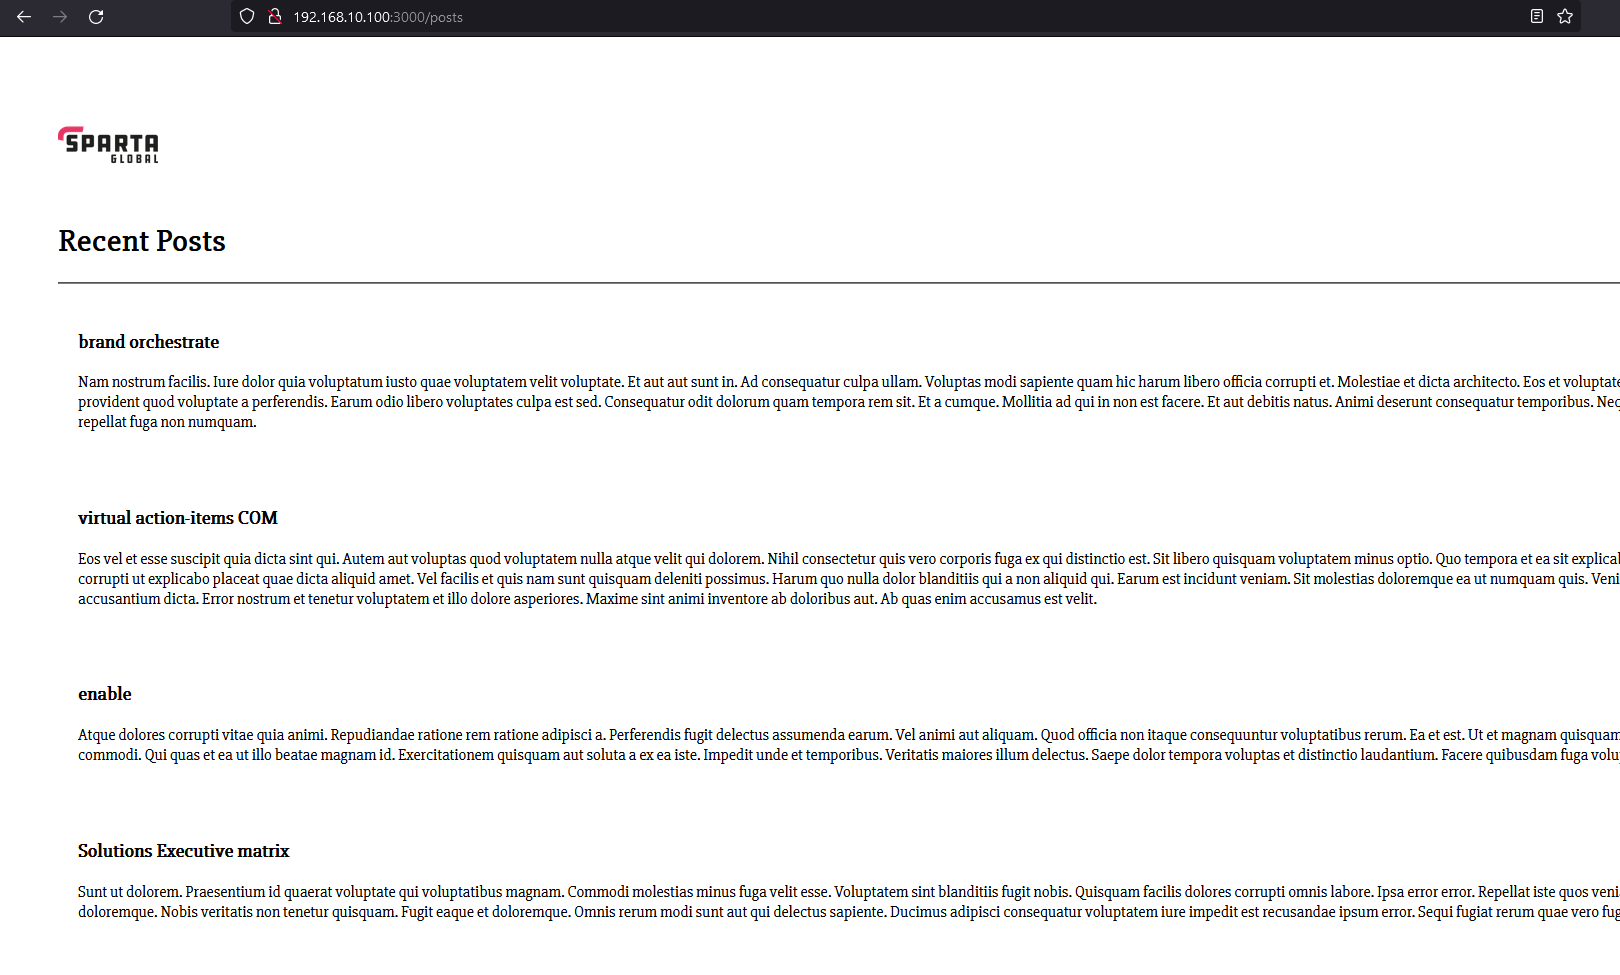 192.168.10.100:3000/posts
SPARTA
GLOBAL
Recent Posts
brand orchestrate
Nam nostrum facilis. Iure dolor quia voluptatum iusto quae voluptatem velit voluptate. Et aut aut sunt in. Ad consequatur culpa ullam. Voluptas modi sapiente quam hic harum libero officia corrupti et. Molestiae et dicta architecto. Eos et voluptate
provident quod voluptate a perferendis. Earum odio libero voluptates culpa est sed. Consequatur odit dolorum quam tempora rem sit. Et a cumque. Mollitia ad qui in non est facere. Et aut debitis natus. Animi deserunt consequatur temporibus.
repellat fuga non numquam.
virtual action-items COM
Eos vel et esse suscipit quia dicta sint qui. Autem aut voluptas quod voluptatem nulla atque velit qui dolorem. Nihil consectetur quis vero corporis fuga ex qui distinctio est. Sit libero quisquam voluptatem minus optio. Quo tempora et ea sit
corrupti ut explicabo placeat quae dicta aliquid amet. Vel facilis et quis nam sunt quisquam deleniti possimus. Harum quo nulla dolor blanditiis qui a non aliquid qui. Earum est incidunt veniam. Sit molestias doloremque ea ut numquam quis.
accusantium dicta. Error nostrum et tenetur voluptatem et illo dolore asperiores. Maxime sint animi inventore ab doloribus aut. Ab quas enim accusamus est velit.
enable
Atque dolores corrupti vitae quia animi. Repudiandae ratione rem ratione adipisci a. Perferendis fugit delectus assumenda earum. Vel animi aut aliquam. Quod officia non itaque consequuntur voluptatibus rerum. Ea et est. Ut et magnam quisquam
commodi. Qui quas et ea ut illo beatae magnam id. Exercitationem quisquam aut soluta a ex ea iste. Impedit unde et temporibus. Veritatis maiores illum delectus. Saepe dolor tempora voluptas et distinctio laudantium. Facere quibusdam fuga
Solutions Executive matrix
Sunt ut dolorem. Praesentium id quaerat voluptate qui voluptatibus magnam. Commodi molestias minus fuga velit esse. Voluptatem sint blanditiis fugit nobis. Quisquam facilis dolores corrupti omnis labore. Ipsa error error. Repellat iste quos
doloremque. Nobis veritatis non tenetur quisquam. Fugit eaque et doloremque. Omnis rerum modi sunt aut qui delectus sapiente. Ducimus adipisci consequatur voluptatem iure impedit est recusandae ipsum error. Sequi fugiat rerum quae vero